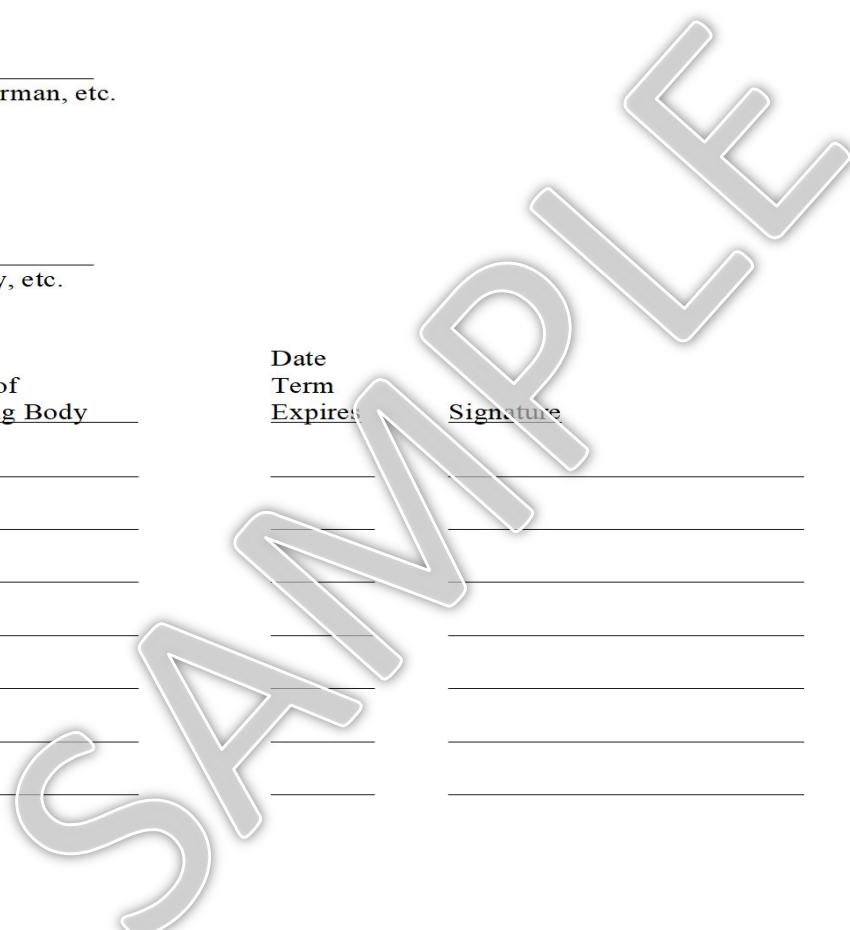 rman, etc.
y, etc.
Date
of Term
g Body Expires Signature
SAMPLE